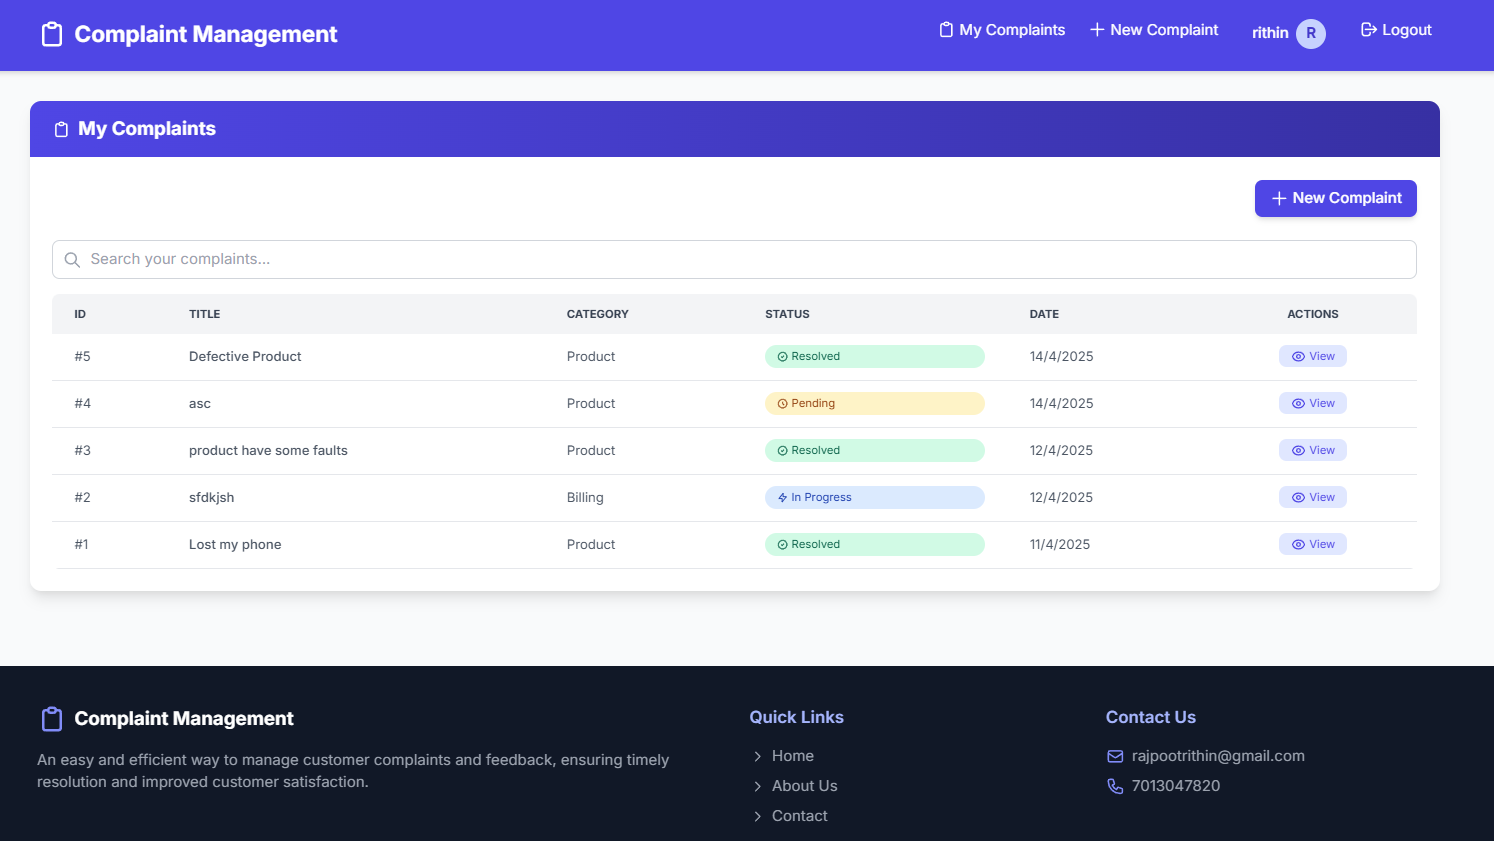 Complaint Management
My Complaints
New Complaint
rithin
R
Logout
My Complaints
New Complaint
Search your complaints...
ID TITLE CATEGORY STATUS DATE ACTIONS
#5 Defective Product Product Resolved 14/4/2025 View
#4 asc Product Pending 14/4/2025 View
#3 product have some faults Product Resolved 12/4/2025 View
#2 sfdkjsh Billing In Progress 12/4/2025 View
#1 Lost my phone Product Resolved 11/4/2025 View
Complaint Management
An easy and efficient way to manage customer complaints and feedback, ensuring timely
resolution and improved customer satisfaction.
Quick Links
Home
About Us
Contact
Contact Us
rajpootrithin@gmail.com
7013047820